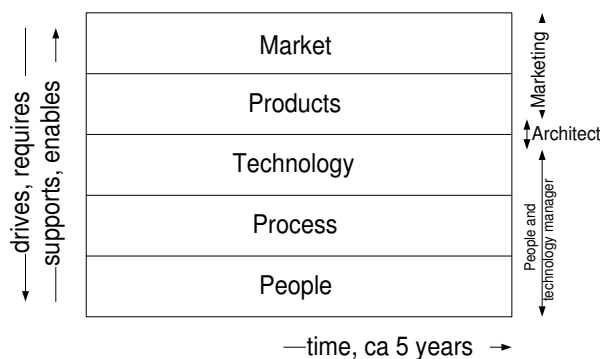 drives, requires
supports, enables
Market
Products
Technology
Process
People
Marketing
Architect
People and
technology manager
time, ca 5 years